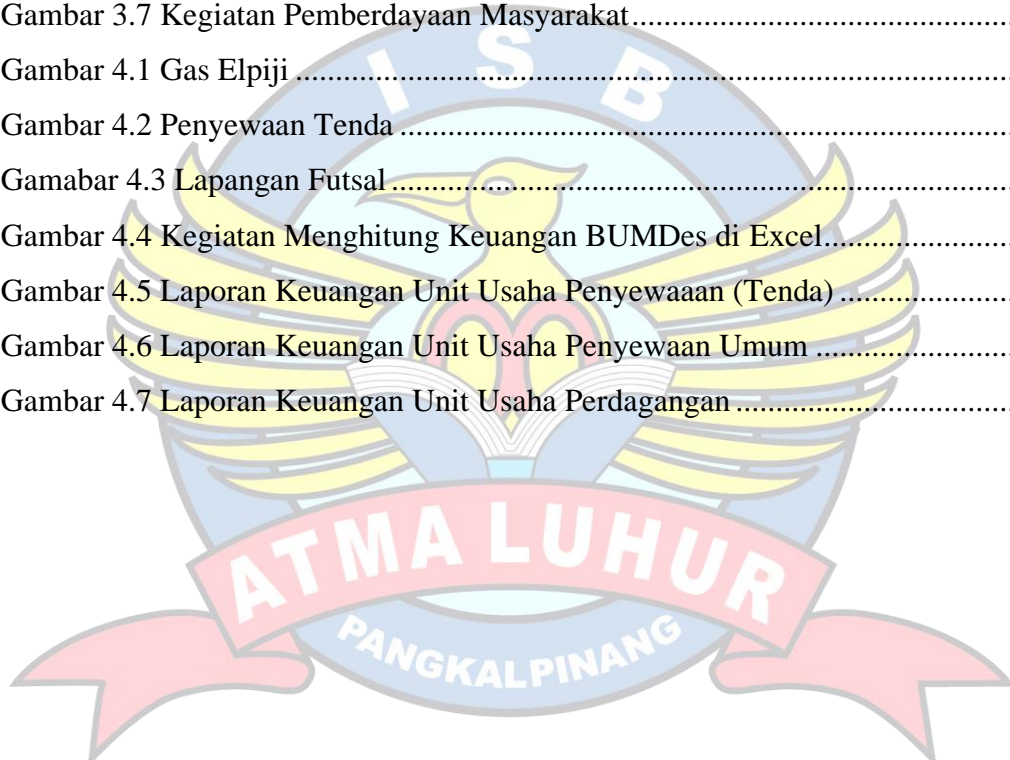 Gambar 3.7 Kegiatan Pemberdayaan Masyarakat....................................................
Gambar 4.1 Gas Elpiji....................................................
Gambar 4.2 Penyewaan Tenda....................................................
Gamabar 4.3 Lapangan Futsal....................................................
Gambar 4.4 Kegiatan Menghitung Keuangan BUMDes di Excel......................
Gambar 4.5 Laporan Keuangan Unit Usaha Penyewaaan (Tenda)....................
Gambar 4.6 Laporan Keuangan Unit Usaha Penyewaan Umum......................
Gambar 4.7 Laporan Keuangan Unit Usaha Perdagangan..............................
I S B
ATMA LUHUR
PANGKALPINANG